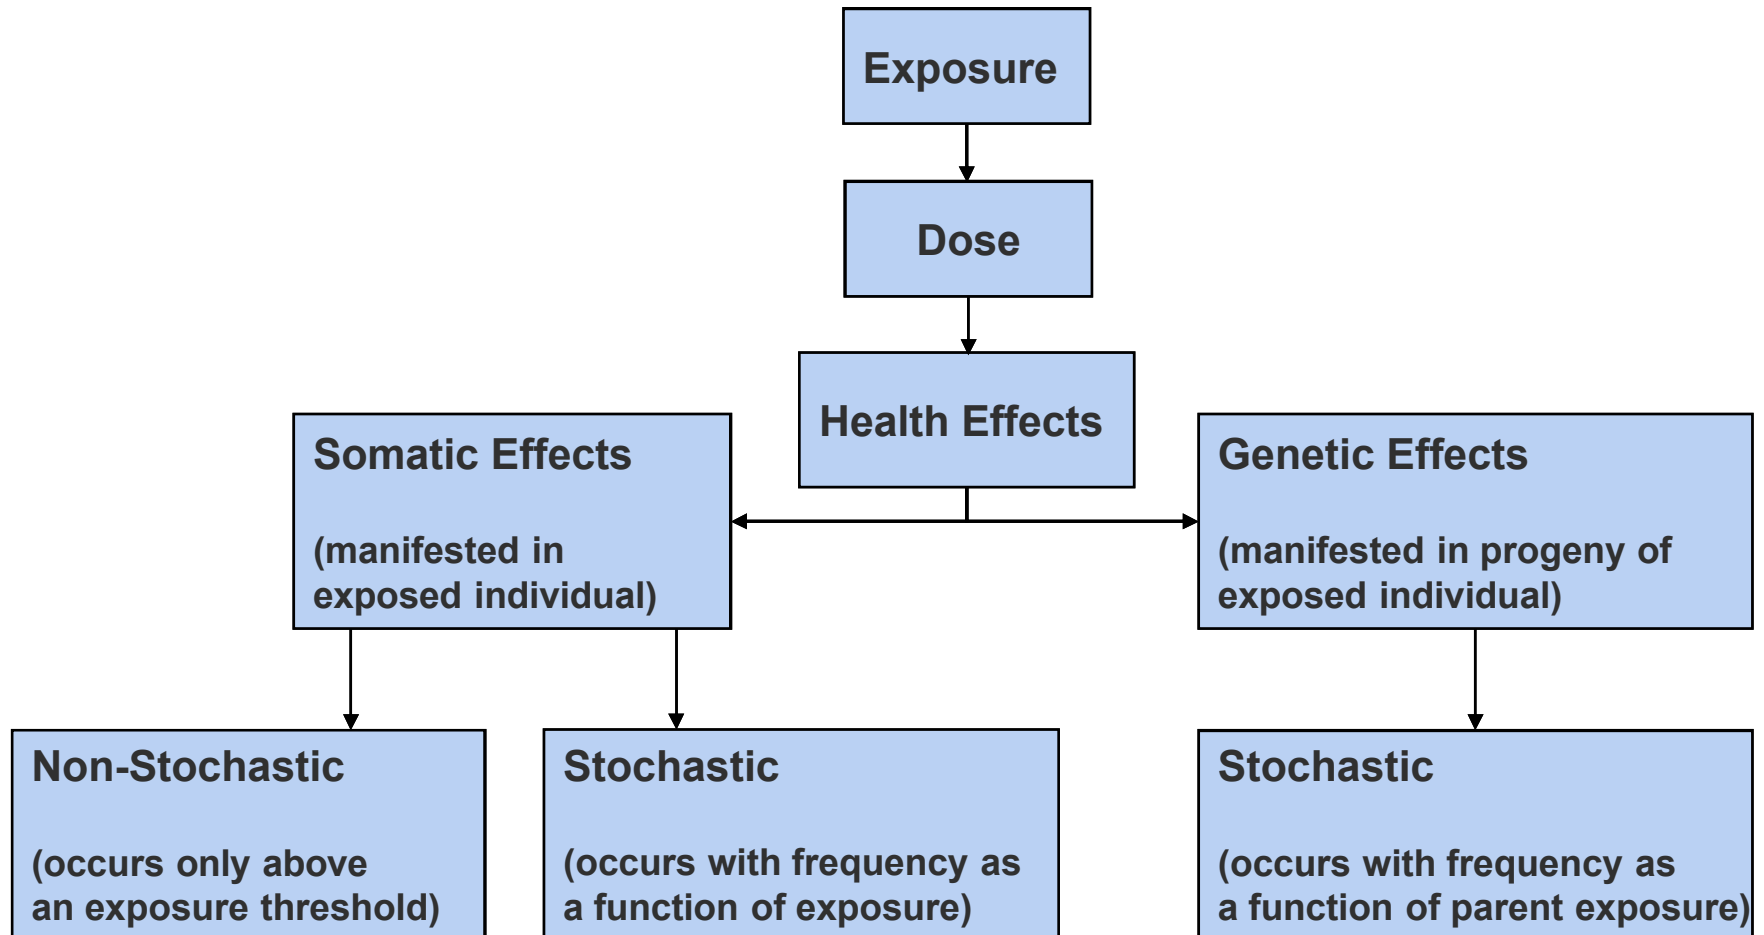 Exposure
Dose
Health Effects
Somatic Effects
(manifested in
exposed individual)
Genetic Effects
(manifested in progeny of
exposed individual)
Non-Stochastic
(occurs only above
an exposure threshold)
Stochastic
(occurs with frequency as
a function of exposure)
Stochastic
(occurs with frequency as
a function of parent exposure)